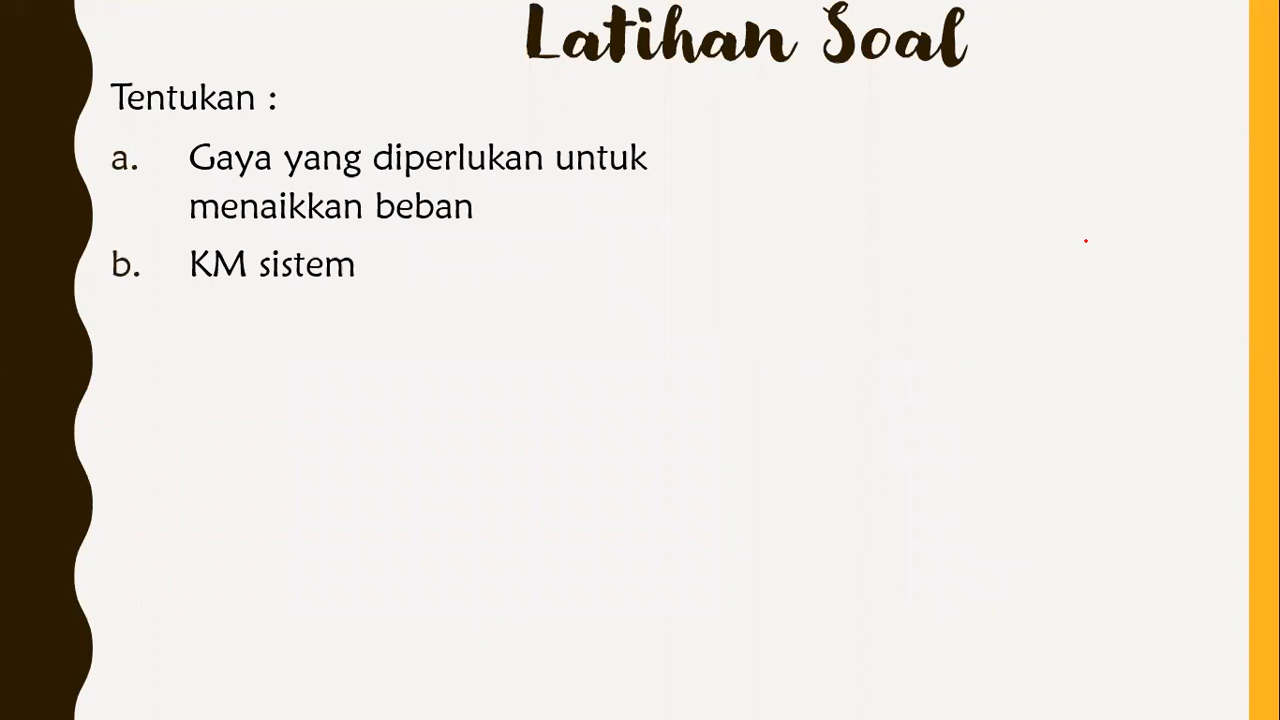 Latihan Soal
Tentukan :
a. Gaya yang diperlukan untuk
menaikkan beban
b. KM sistem